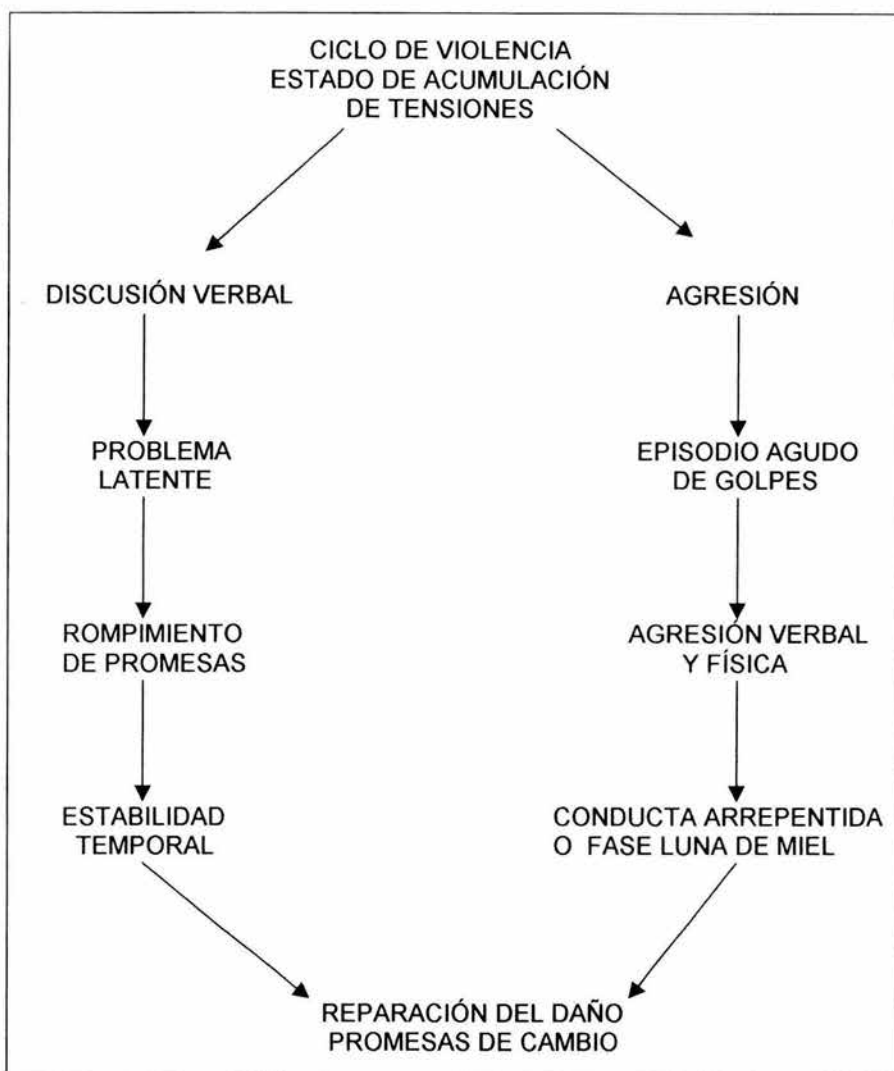 CICLO DE VIOLENCIA
ESTADO DE ACUMULACIÓN
DE TENSIONES
DISCUSIÓN VERBAL
AGRESIÓN
PROBLEMA
LATENTE
EPISODIO AGUDO
DE GOLPES
ROMPIMIENTO
DE PROMESAS
AGRESIÓN VERBAL
Y FÍSICA
ESTABILIDAD
TEMPORAL
CONDUCTA ARREPENTIDA
O FASE LUNA DE MIEL
REPARACIÓN DEL DAÑO
PROMESAS DE CAMBIO